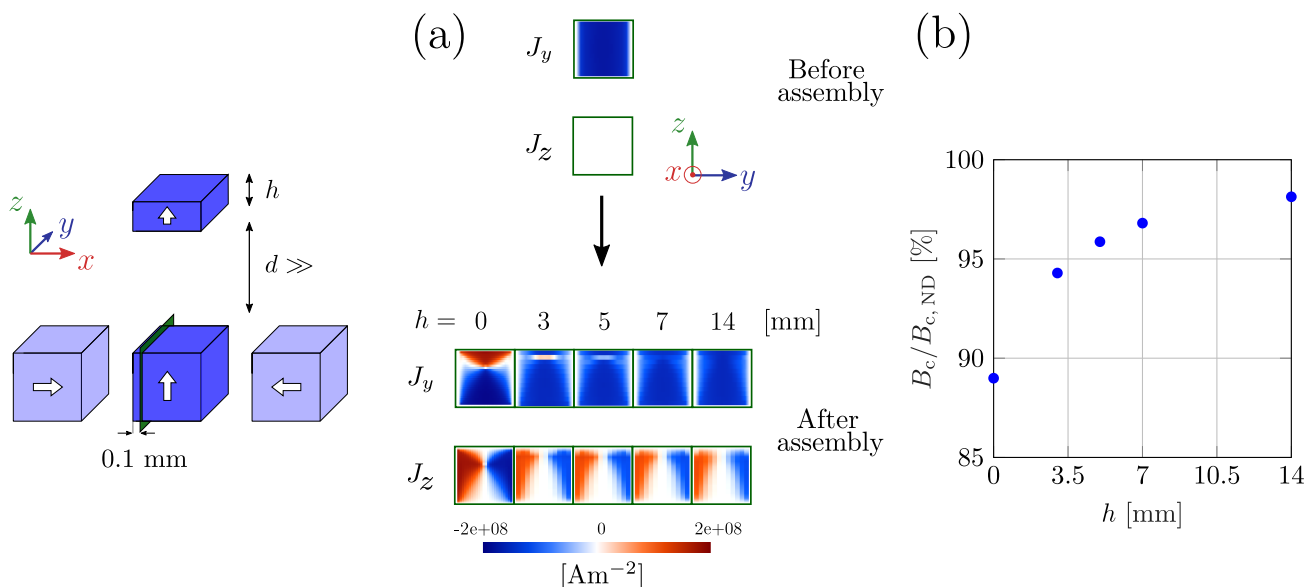 z
y
x
h
d ≫
0.1 mm
(a)
J_y
J_z
Before
assembly
z
x
y
h = 0 3 5 7 14 [mm]
J_y
J_z
After
assembly
-2e+08 0 2e+08
[Am⁻²]
(b)
B_c/B_{c, ND} [%]
100
95
90
85
0 3.5 7 10.5 14
h [mm]